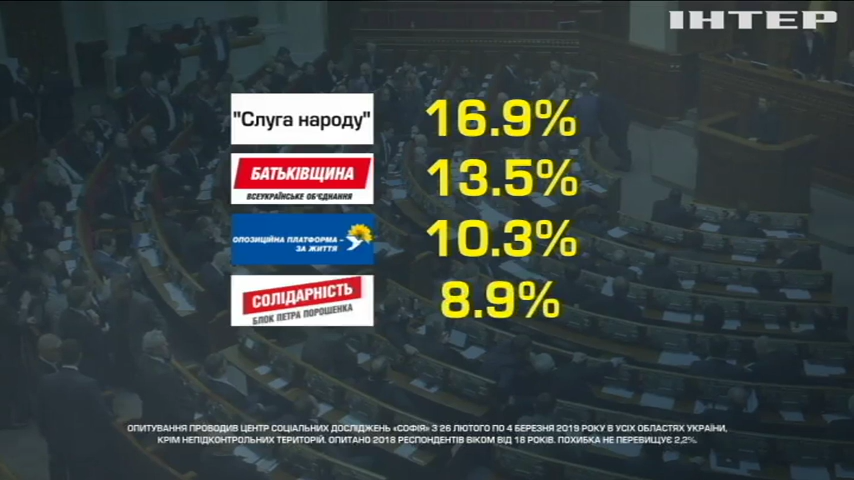 ІНТЕР
"Слуга народу"
16.9%
БАТЬКІВЩИНА
ВСЕУКРАЇНСЬКЕ ОБ'ЄДНАННЯ
13.5%
ОПОЗИЦІЙНА ПЛАТФОРМА –
ЗА ЖИТТЯ
10.3%
СОЛІДАРНІСТЬ
БЛОК ПЕТРА ПОРОШЕНКА
8.9%
ОПИТУВАННЯ ПРОВОДИВ ЦЕНТР СОЦІАЛЬНИХ ДОСЛІДЖЕНЬ «СОФІЯ» З 26 ЛЮТОГО ПО 4 БЕРЕЗНЯ 2019 РОКУ В УСІХ ОБЛАСТЯХ УКРАЇНИ,
КРІМ НЕПІДКОНТРОЛЬНИХ ТЕРИТОРІЙ. ОПИТАНО 2018 РЕСПОНДЕНТІВ ВІКОМ ВІД 18 РОКІВ. ПОХИБКА НЕ ПЕРЕВИЩУЄ 2,2%.